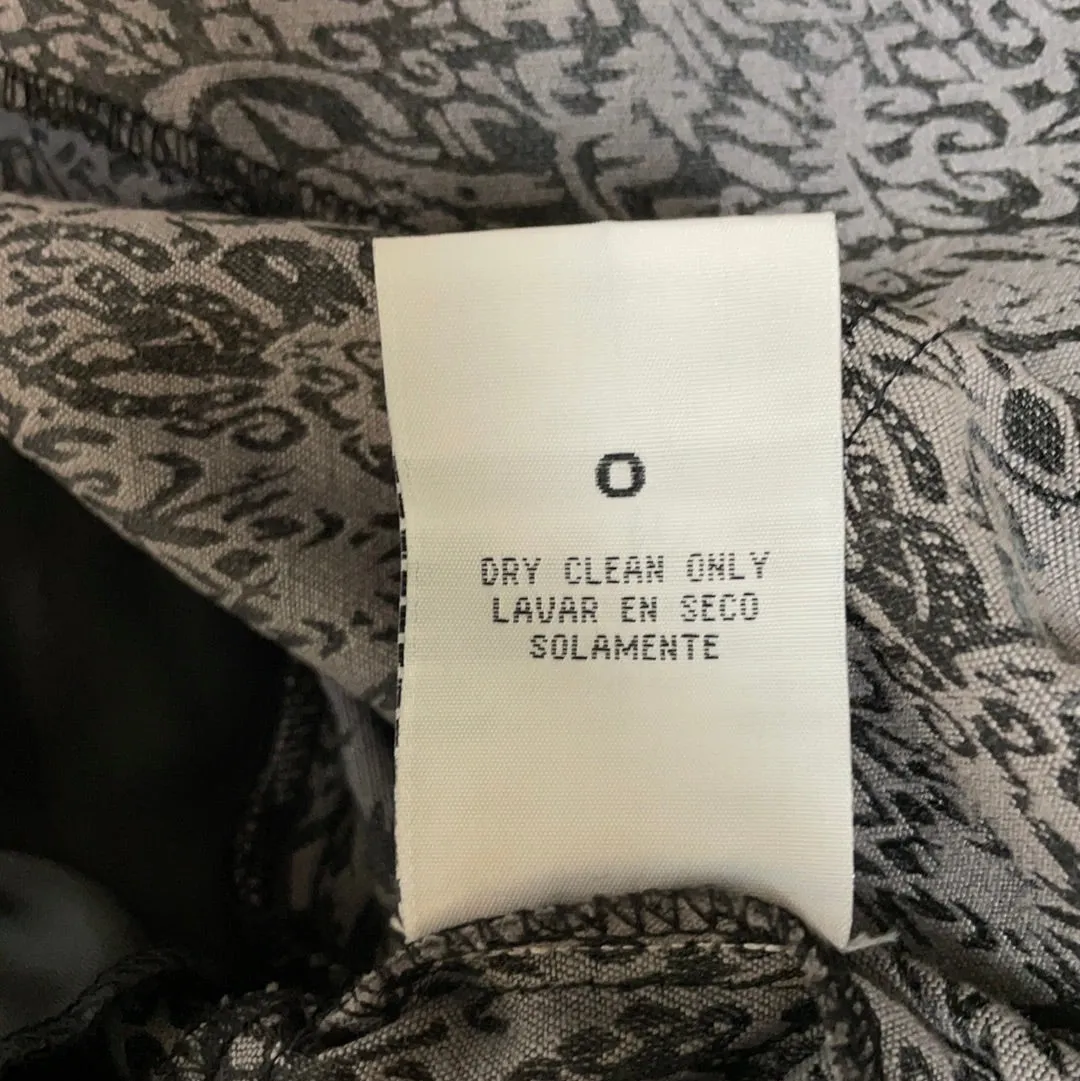 0
DRY CLEAN ONLY
LAVAR EN SECO
SOLAMENTE